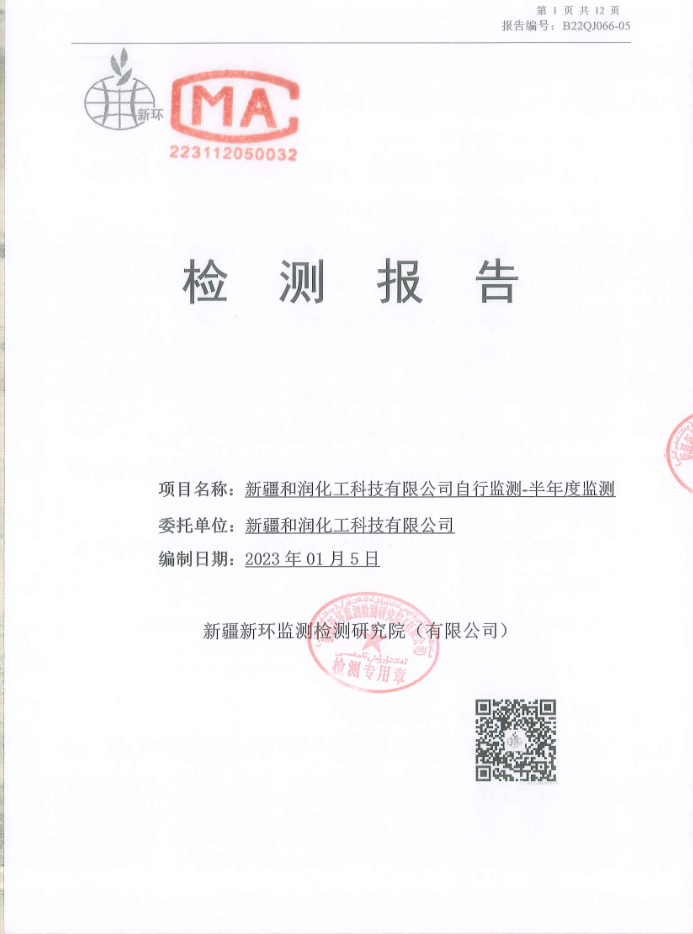 第 1 页 共 12 页
报告编号：B22QJ066-05
新环
MA
223112050032
检 测 报 告
项目名称：新疆和润化工科技有限公司自行监测-半年度监测
委托单位：新疆和润化工科技有限公司
编制日期：2023 年 01 月 5 日
新疆新环监测检测研究院（有限公司）
检测专用章